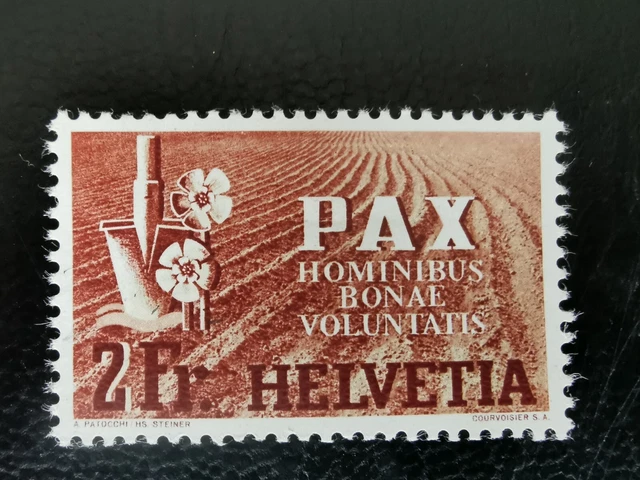 PAX
HOMINIBUS
BONAE
VOLUNTATIS
2 Fr. HELVETIA
A. PATOCCHI · HS. STEINER COURVOISIER S. A.